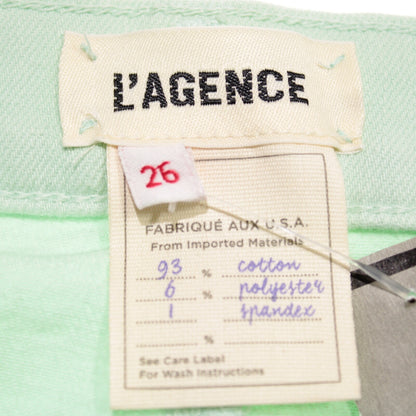 L'AGENCE
26
FABRIQUÉ AUX U.S.A.
From Imported Materials
93 % cotton
6 % polyester
1 % spandex
%
See Care Label
For Wash Instructions